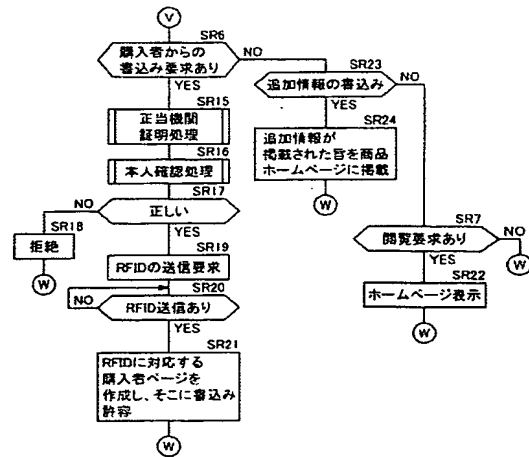 V
SR6
購入者からの
書込み要求あり
NO
YES
SR15
正当機関
証明処理
SR16
本人確認処理
SR17
正しい
NO
YES
SR18
拒絶
W
SR19
RFIDの送信要求
SR20
RFID送信あり
NO
YES
SR21
RFIDに対応する
購入者ページを
作成し、そこに書込み
許容
W
SR23
追加情報の書込み
NO
YES
SR24
追加情報が
掲載された旨を商品
ホームページに掲載
W
SR7
閲覧要求あり
NO
W
YES
SR22
ホームページ表示
W